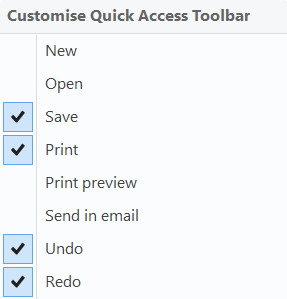 Customise Quick Access Toolbar
New
Open
Save
Print
Print preview
Send in email
Undo
Redo